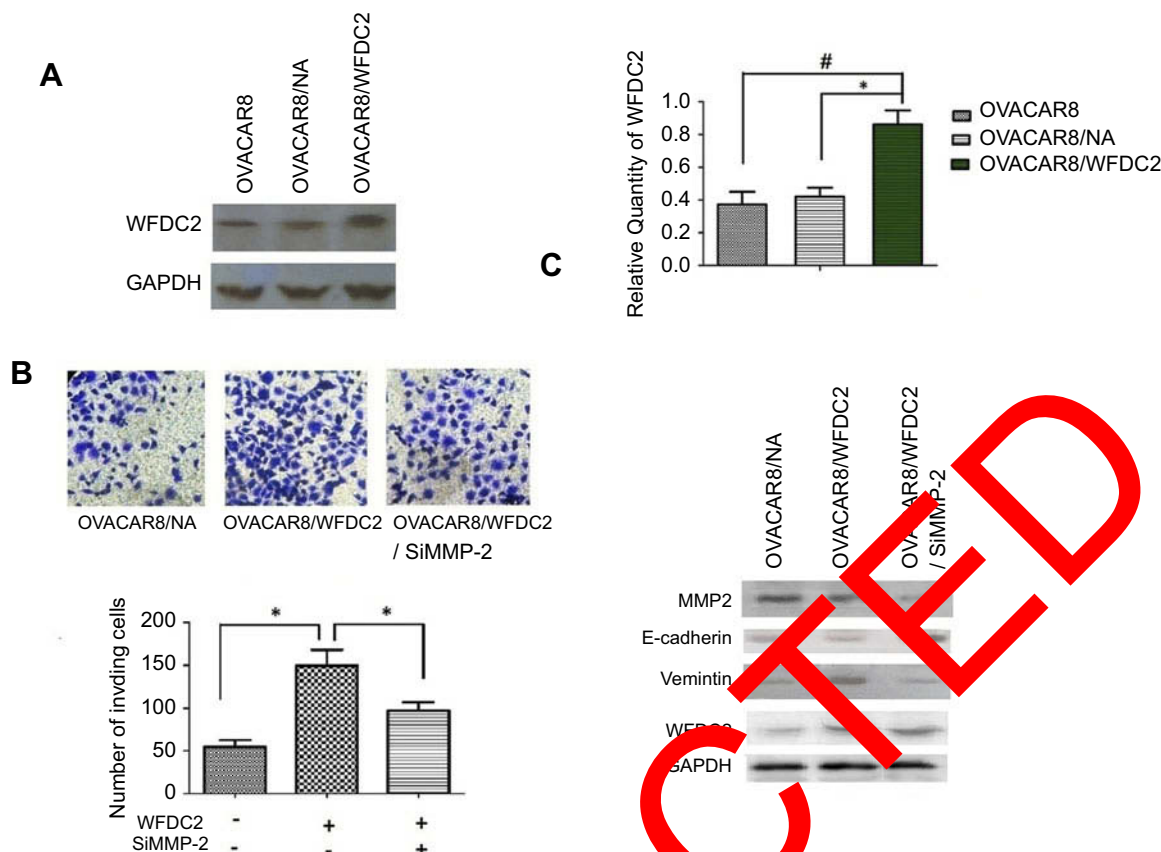 A
OVACAR8
OVACAR8/NA
OVACAR8/WFDC2
WFDC2
GAPDH
Relative Quantity of WFDC2
1.0
0.8
0.6
0.4
0.2
0.0
#
*
OVACAR8
OVACAR8/NA
OVACAR8/WFDC2
B
OVACAR8/NA
OVACAR8/WFDC2
OVACAR8/WFDC2
/ SiMMP-2
Number of invding cells
200
150
100
50
0
*
*
WFDC2 - + +
SiMMP-2 - - +
C
OVACAR8/NA
OVACAR8/WFDC2
OVACAR8/WFDC2
/ SiMMP-2
MMP2
E-cadherin
Vemintin
GAPDH
CTED